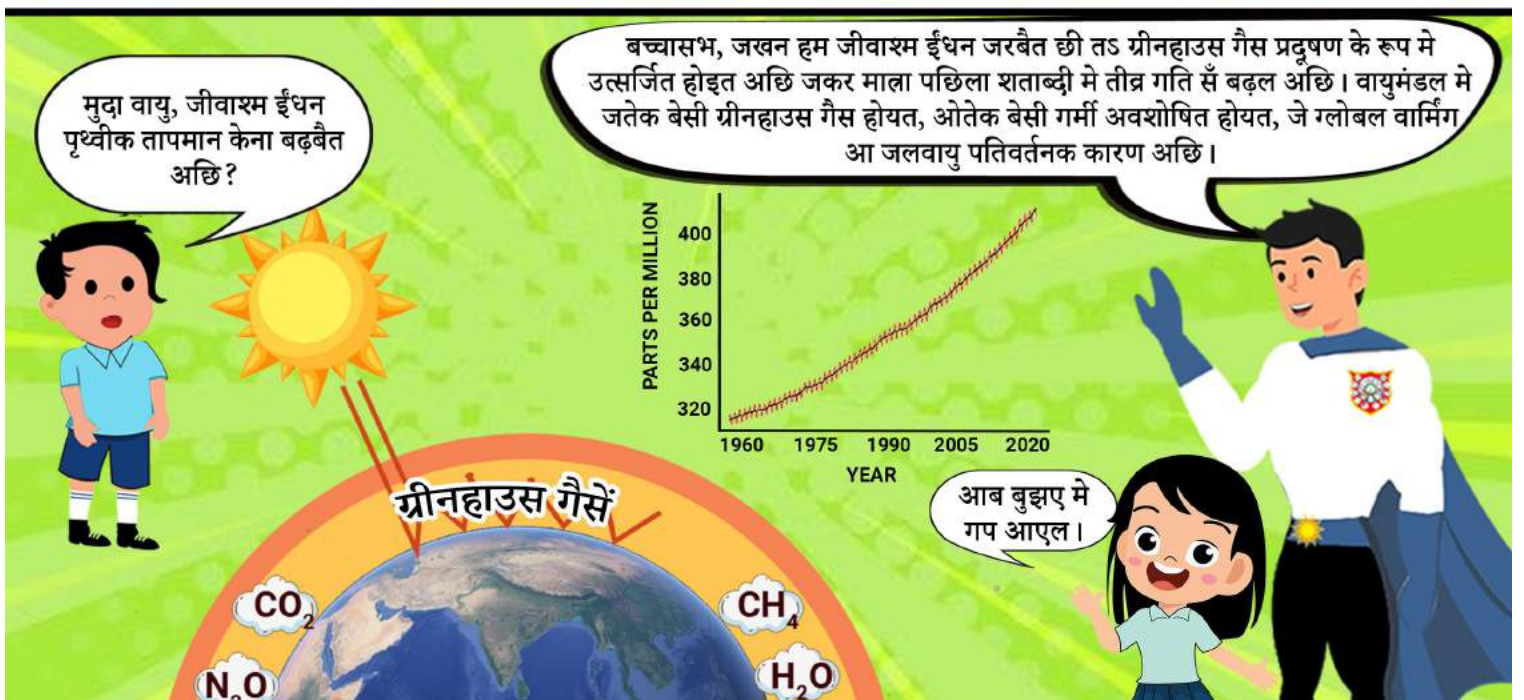 मुदा वायु, जीवाश्म ईंधन
पृथ्वीक तापमान केना बढ़बैत
अछि?
बच्चासभ, जखन हम जीवाश्म ईंधन जरबैत छी तऽ ग्रीनहाउस गैस प्रदूषण के रूप मे
उत्सर्जित होइत अछि जकर मात्रा पछिला शताब्दी मे तीव्र गति सँ बढ़ल अछि। वायुमंडल मे
जतेक बेसी ग्रीनहाउस गैस होयत, ओतेक बेसी गर्मी अवशोषित होयत, जे ग्लोबल वार्मिंग
आ जलवायु पतिवर्तनक कारण अछि।
PARTS PER MILLION
400
380
360
340
320
1960 1975 1990 2005 2020
YEAR
आब बुझए मे
गप आएल।
ग्रीनहाउस गैसें
CO₂
CH₄
N₂O
H₂O